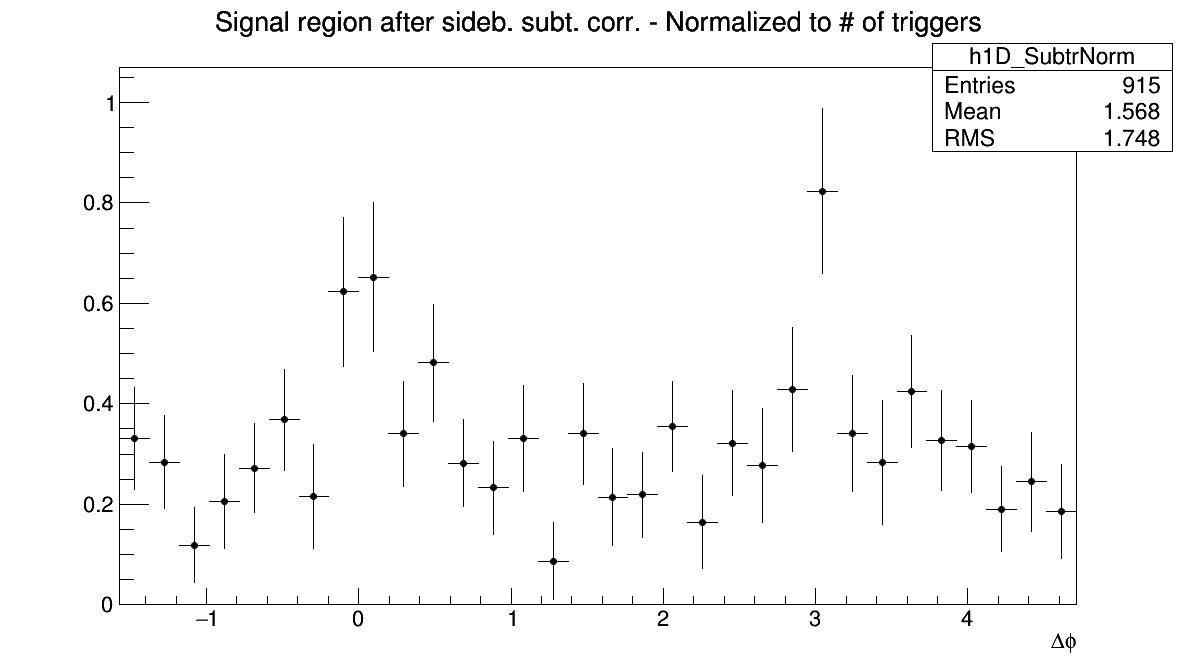 Signal region after sideb. subt. corr. - Normalized to # of triggers
h1D_SubtrNorm
Entries 915
Mean 1.568
RMS 1.748
1
0.8
0.6
0.4
0.2
0
−1 0 1 2 3 4
Δϕ